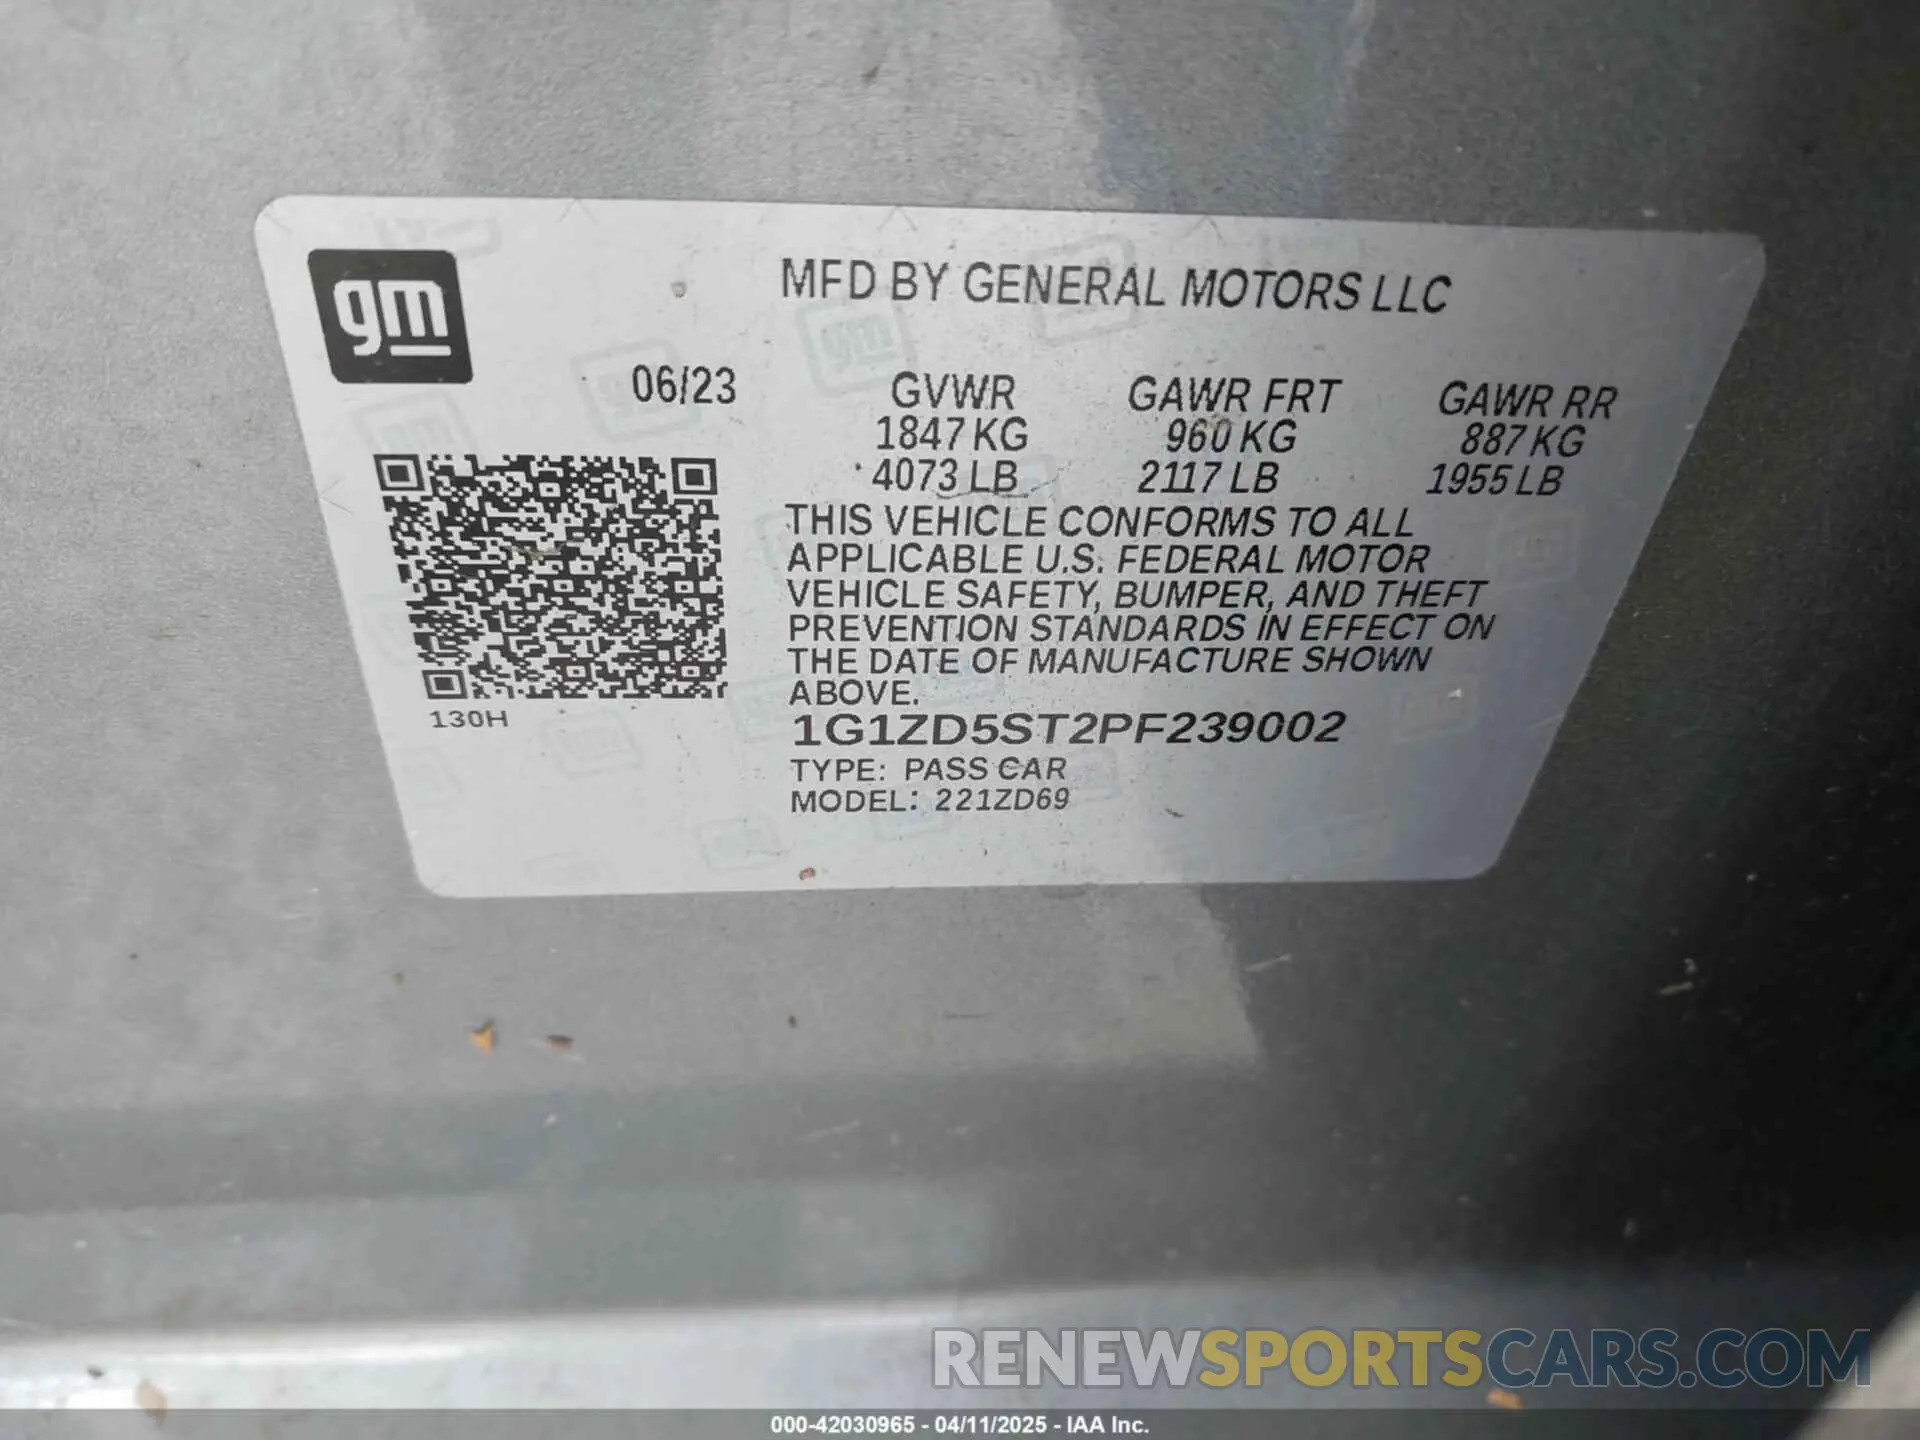 gm
MFD BY GENERAL MOTORS LLC
06/23
GVWR GAWR FRT GAWR RR
1847 KG 960 KG 887 KG
4073 LB 2117 LB 1955 LB
THIS VEHICLE CONFORMS TO ALL
APPLICABLE U.S. FEDERAL MOTOR
VEHICLE SAFETY, BUMPER, AND THEFT
PREVENTION STANDARDS IN EFFECT ON
THE DATE OF MANUFACTURE SHOWN
ABOVE.
130H
1G1ZD5ST2PF239002
TYPE: PASS CAR
MODEL: 221ZD69
RENEWSPORTSCARS.COM
000-42030965 - 04/11/2025 - IAA Inc.